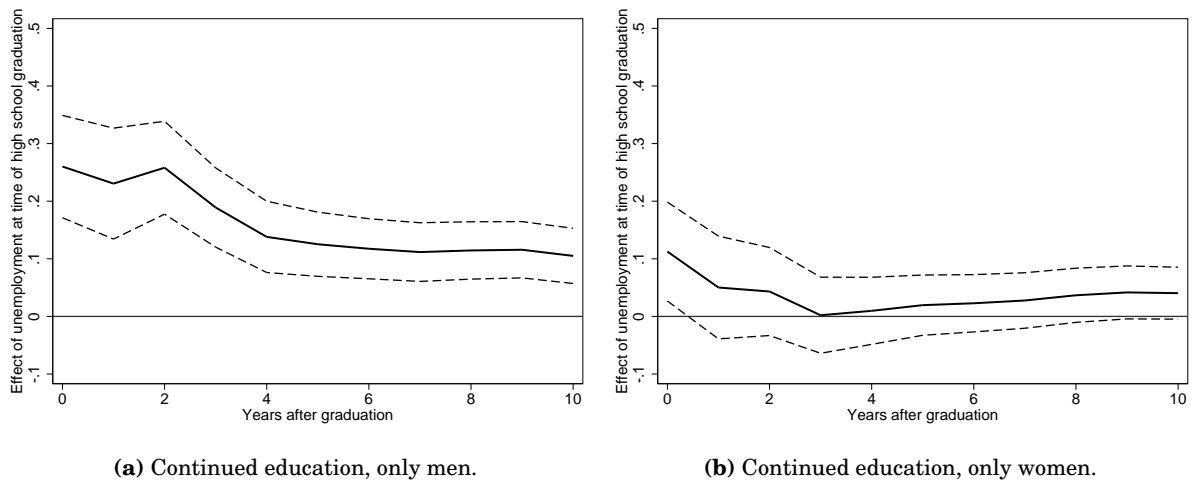 Effect of unemployment at time of high school graduation
.5
.4
.3
.2
.1
0
-.1
0 2 4 6 8 10
Years after graduation
(a) Continued education, only men.
Effect of unemployment at time of high school graduation
.5
.4
.3
.2
.1
0
-.1
0 2 4 6 8 10
Years after graduation
(b) Continued education, only women.